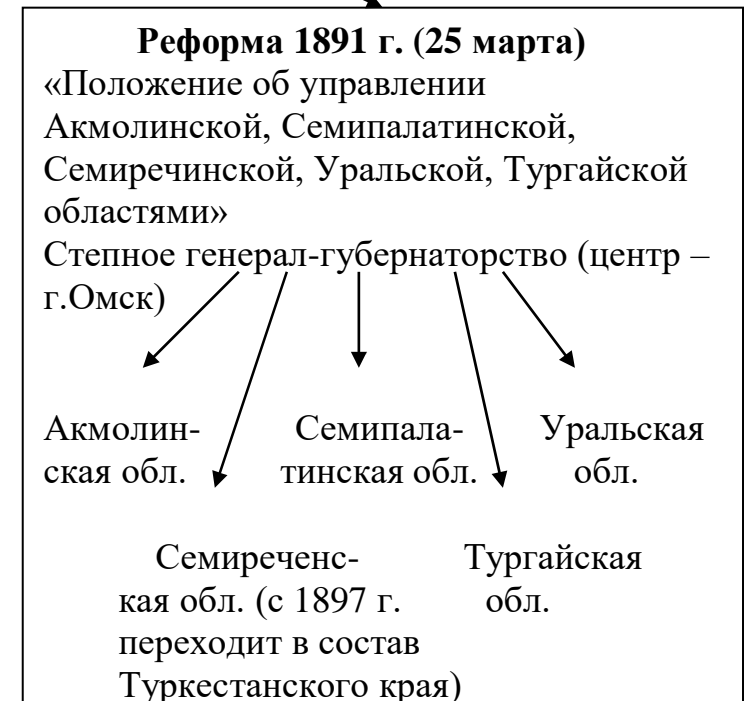 Реформа 1891 г. (25 марта)
«Положение об управлении
Акмолинской, Семипалатинской,
Семиречинской, Уральской, Тургайской
областями»
Степное генерал-губернаторство (центр –
г.Омск)
Акмолин- Семипала- Уральская
ская обл. тинская обл. обл.
Семиреченс- Тургайская
кая обл. (с 1897 г. обл.
переходит в состав
Туркестанского края)